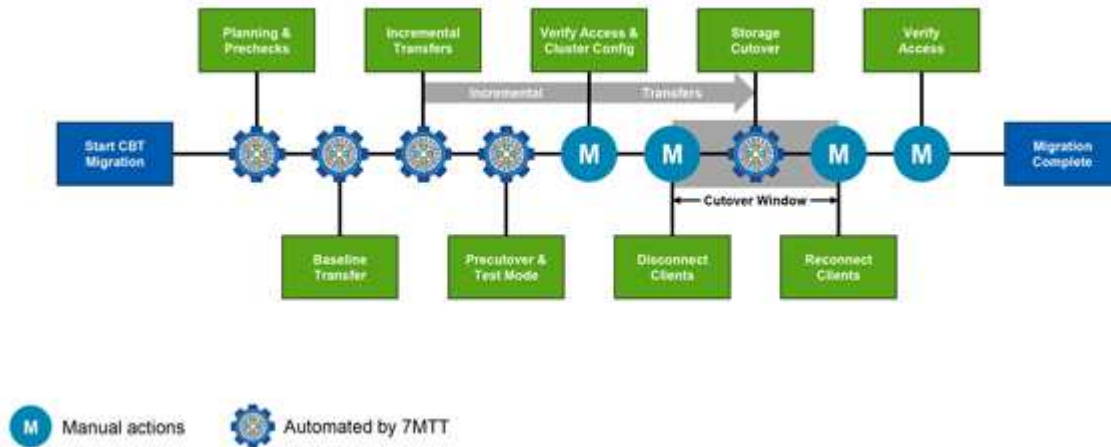 Planning &
Prechecks
Incremental
Transfers
Verify Access &
Cluster Config
Storage
Cutover
Verify
Access
Incremental Transfers
Start CBT
Migration
M
M
M
M
Migration
Complete
Cutover Window
Baseline
Transfer
Precutover &
Test Mode
Disconnect
Clients
Reconnect
Clients
M Manual actions
Automated by 7MTT